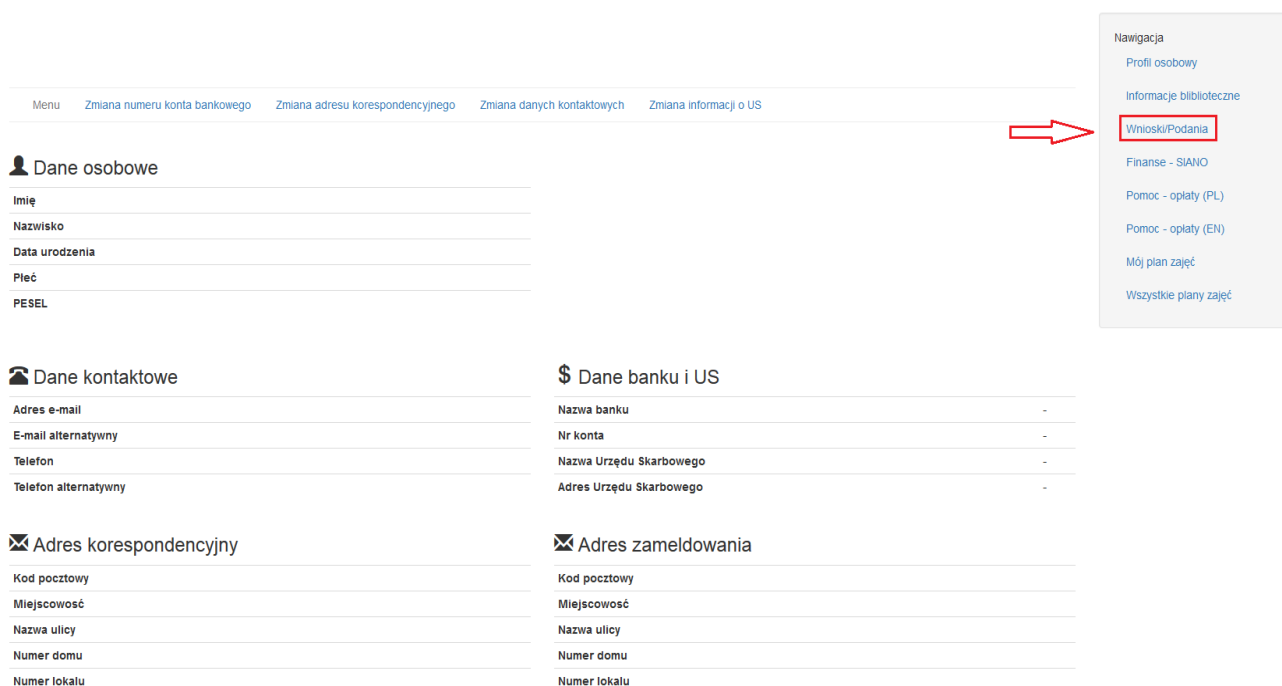 Nawigacja
Profil osobowy
Informacje bliblioteczne
Wnioski/Podania
Finanse - SIANO
Pomoc - opłaty (PL)
Pomoc - opłaty (EN)
Mój plan zajęć
Wszystkie plany zajęć
Menu Zmiana numeru konta bankowego Zmiana adresu korespondencyjnego Zmiana danych kontaktowych Zmiana informacji o US
Dane osobowe
Imię
Nazwisko
Data urodzenia
Płeć
PESEL
Dane kontaktowe
Adres e-mail
E-mail alternatywny
Telefon
Telefon alternatywny
$ Dane banku i US
Nazwa banku -
Nr konta -
Nazwa Urzędu Skarbowego -
Adres Urzędu Skarbowego -
Adres korespondencyjny
Kod pocztowy
Miejscowość
Nazwa ulicy
Numer domu
Numer lokalu
Adres zameldowania
Kod pocztowy
Miejscowość
Nazwa ulicy
Numer domu
Numer lokalu